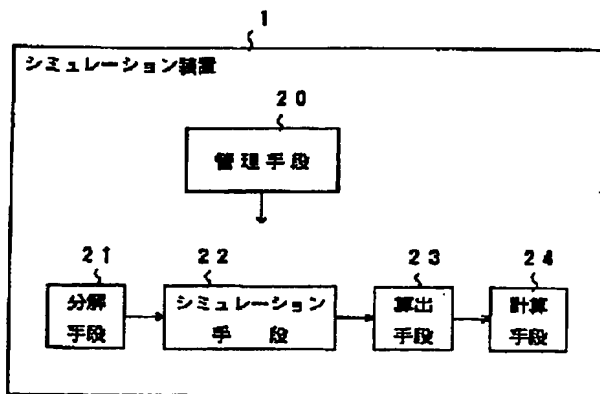 1
シミュレーション装置
20
管理手段
21
22
23
24
分解
手段
シミュレーション
手 段
算出
手段
計算
手段